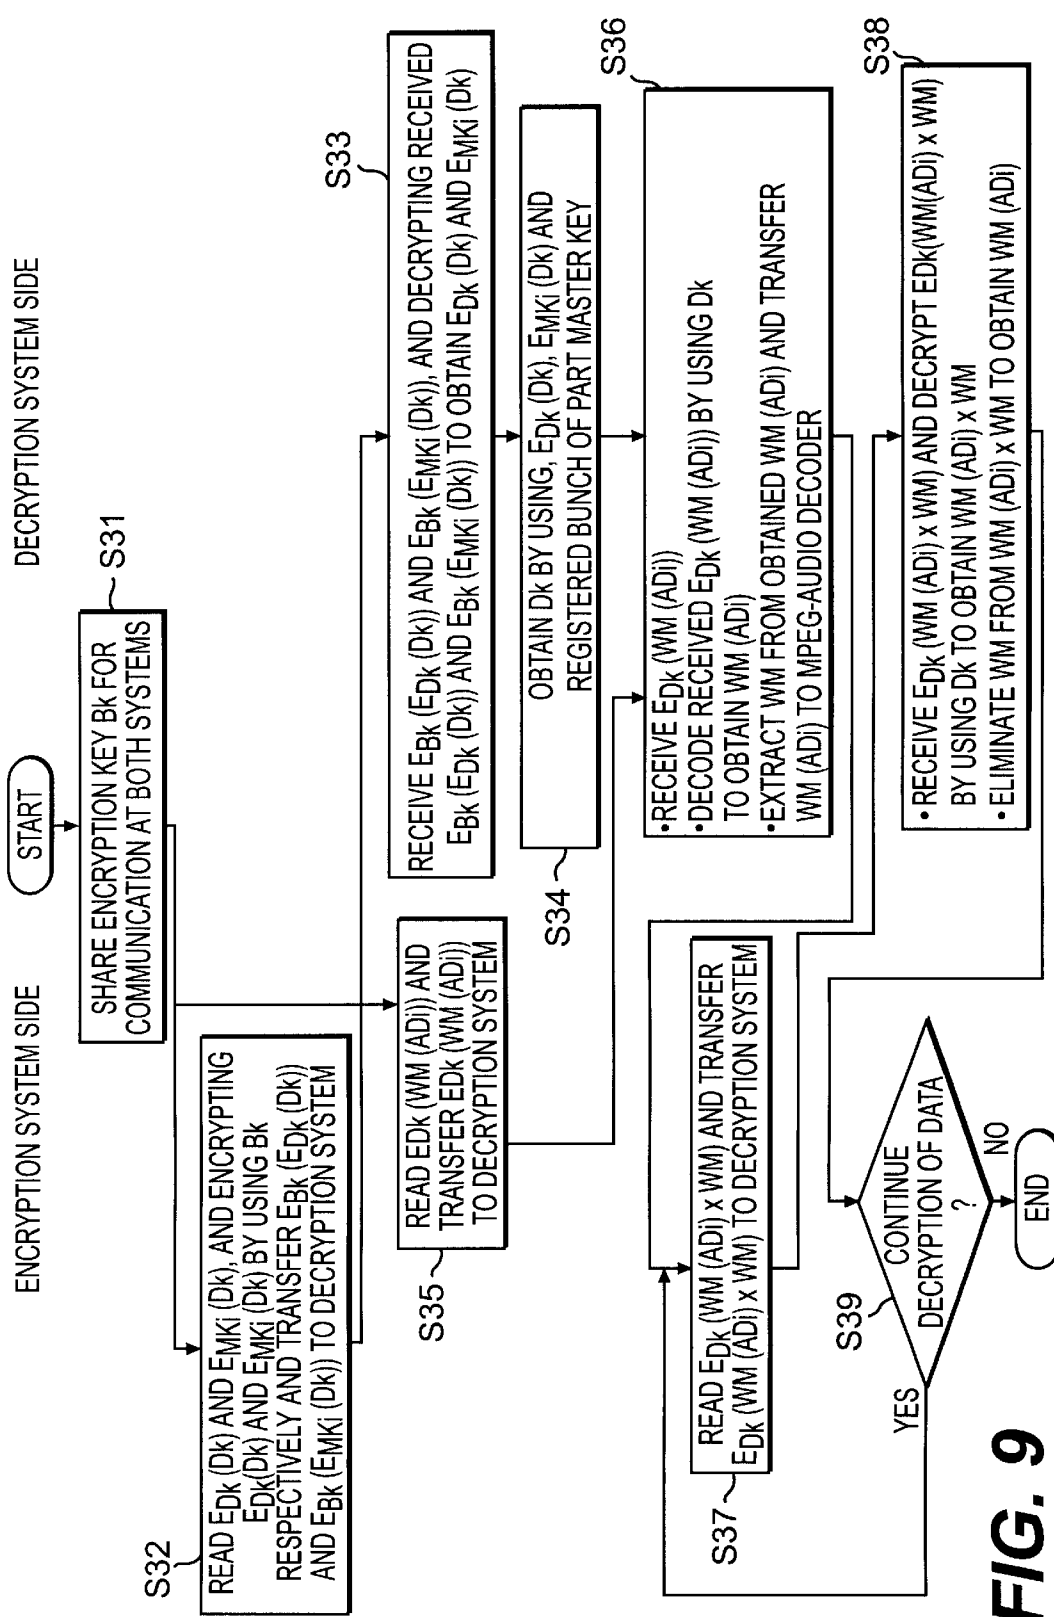 ENCRYPTION SYSTEM SIDE
DECRYPTION SYSTEM SIDE
START
S31
SHARE ENCRYPTION KEY BK FOR
COMMUNICATION AT BOTH SYSTEMS
S32
READ EDK (DK) AND EMKi (DK), AND ENCRYPTING
EDK(DK) AND EMKi (DK) BY USING BK
RESPECTIVELY AND TRANSFER EBK (EDK (DK))
AND EBK (EMKi (DK)) TO DECRYPTION SYSTEM
S33
RECEIVE EBK (EDK (DK)) AND EBK (EMKi (DK)), AND DECRYPTING RECEIVED
EBK (EDK (DK)) AND EBK (EMKi (DK)) TO OBTAIN EDK (DK) AND EMKi (DK)
S34
OBTAIN DK BY USING, EDK (DK), EMKi (DK) AND
REGISTERED BUNCH OF PART MASTER KEY
S35
READ EDK (WM (ADi)) AND
TRANSFER EDK (WM (ADi))
TO DECRYPTION SYSTEM
S36
• RECEIVE EDK (WM (ADi))
• DECODE RECEIVED EDK (WM (ADi)) BY USING DK
TO OBTAIN WM (ADi)
• EXTRACT WM FROM OBTAINED WM (ADi) AND TRANSFER
WM (ADi) TO MPEG-AUDIO DECODER
S37
READ EDK (WM (ADi) x WM) AND TRANSFER
EDK (WM (ADi) x WM) TO DECRYPTION SYSTEM
S38
• RECEIVE EDK (WM (ADi) x WM) AND DECRYPT EDK(WM(ADi) x WM)
BY USING DK TO OBTAIN WM (ADi) x WM
• ELIMINATE WM FROM WM (ADi) x WM TO OBTAIN WM (ADi)
S39
CONTINUE
DECRYPTION OF DATA
?
YES
NO
END
FIG. 9